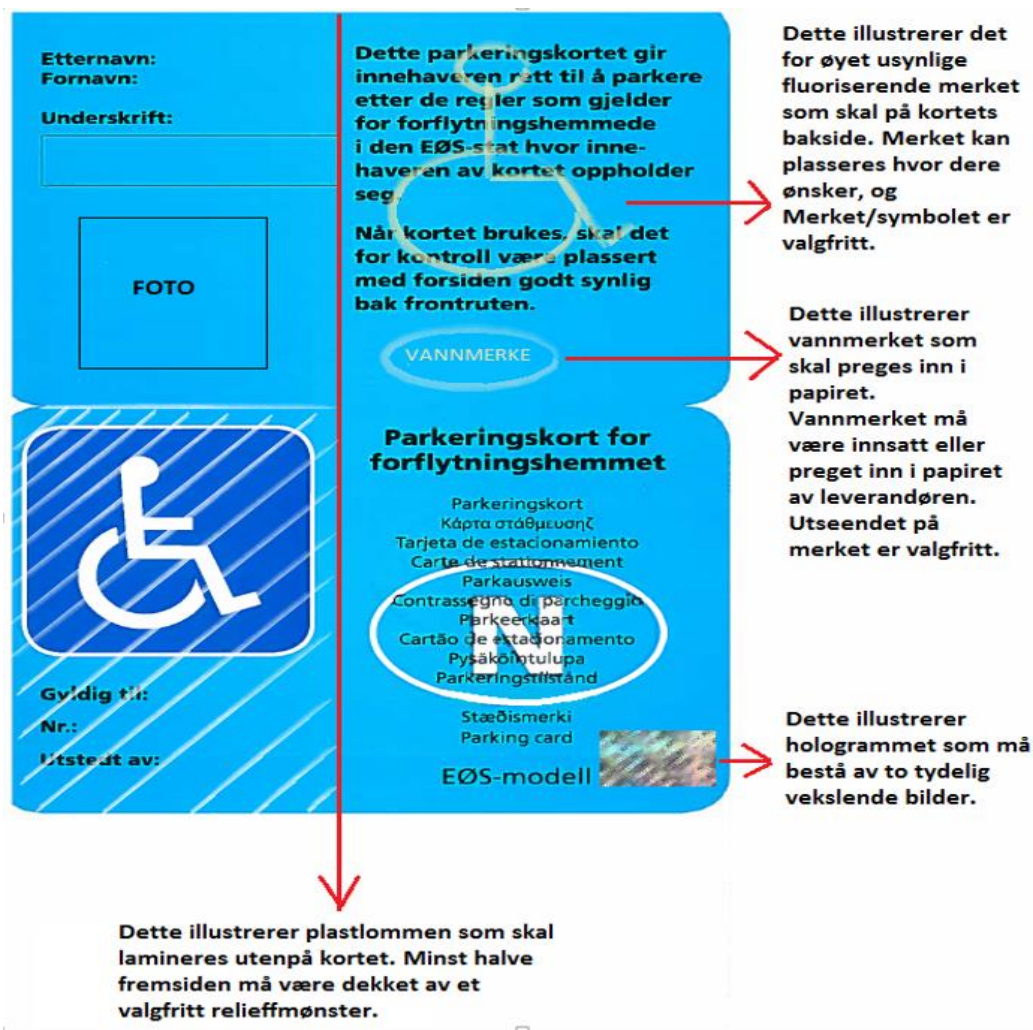 Etternavn:
Fornavn:
Underskrift:
FOTO
Dette parkeringskortet gir
innehaveren rett til å parkere
etter de regler som gjelder
for forflytningshemmede
i den EØS-stat hvor inne-
haveren av kortet oppholder
seg.
Når kortet brukes, skal det
for kontroll være plassert
med forsiden godt synlig
bak frontruten.
VANNMERKE
Dette illustrerer det
for øyet usynlige
fluoriserende merket
som skal på kortets
bakside. Merket kan
plasseres hvor dere
ønsker, og
Merket/symbolet er
valgfritt.
Dette illustrerer
vannmerket som
skal preges inn i
papiret.
Vannmerket må
være innsatt eller
preget inn i papiret
av leverandøren.
Utseendet på
merket er valgfritt.
Gyldig til:
Nr.:
Utstedt av:
Parkeringskort for
forflytningshemmet
Parkeringskort
Κάρτα στάθμευσης
Tarjeta de estacionamiento
Carte de stationnement
Parkausweis
Contrassegno di parcheggio
Parkeerkaart
Cartão de estacionamento
Pysäköintulupa
Parkeringstilstånd
N
Stæðismerki
Parking card
EØS-modell
Dette illustrerer
hologrammet som må
bestå av to tydelig
vekslende bilder.
Dette illustrerer plastlommen som skal
lamineres utenpå kortet. Minst halve
fremsiden må være dekket av et
valgfritt relieffmønster.